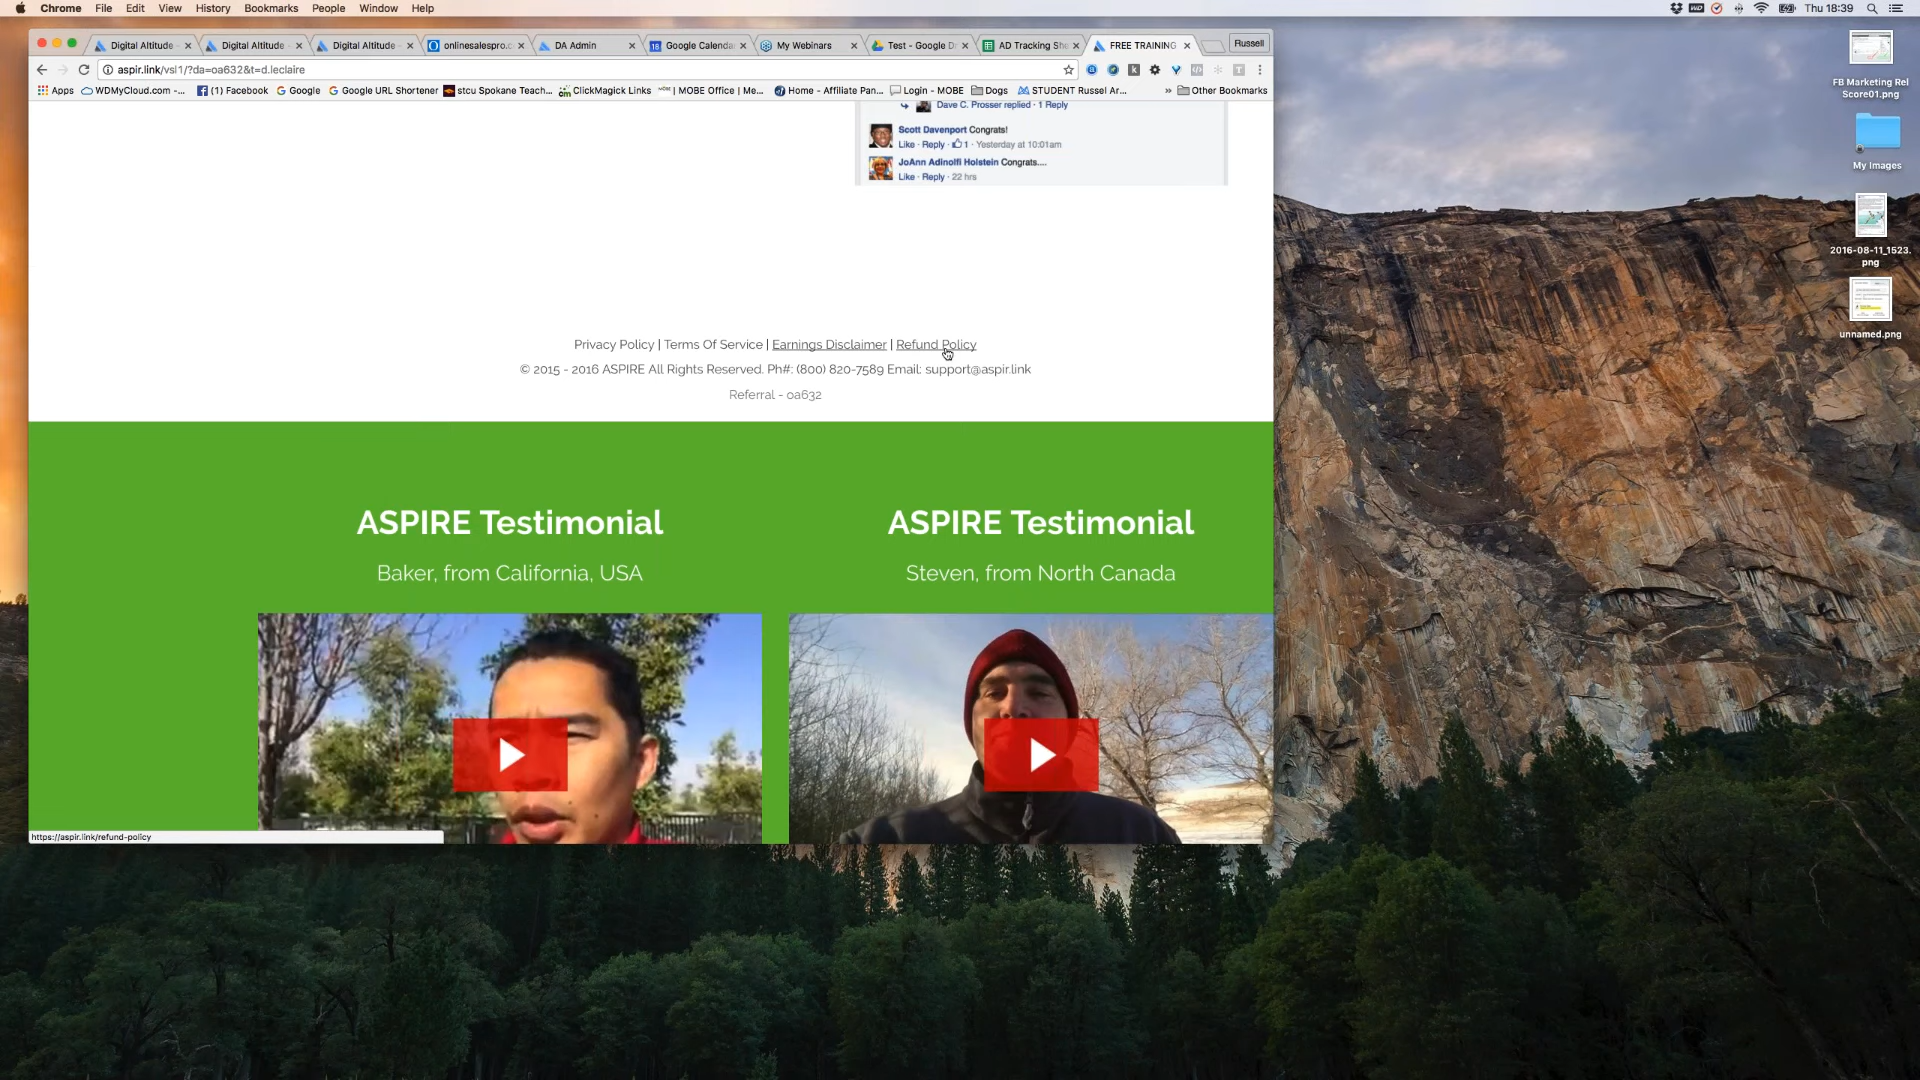 Chrome File Edit View History Bookmarks People Window Help Thu 18:39
Digital Altitude - Digital Altitude - Digital Altitude - onlinesalespro.c DA Admin Google Calenda My Webinars Test - Google D AD Tracking She FREE TRAINING Russell
aspir.link/vsl1/?da=oa632&t=d.leclaire
Apps WDMyCloud.com -... (1) Facebook Google Google URL Shortener stcu Spokane Teach... ClickMagick Links | MOBE Office | Me... Home - Affiliate Pan... Login - MOBE Dogs STUDENT Russel Ar... » Other Bookmarks
Dave C. Prosser replied · 1 Reply
Scott Davenport Congrats!
Like · Reply · 1 · Yesterday at 10:01am
JoAnn Adinolfi Holstein Congrats....
Like · Reply · 22 hrs
Privacy Policy | Terms Of Service | Earnings Disclaimer | Refund Policy
© 2015 - 2016 ASPIRE All Rights Reserved. Ph#: (800) 820-7589 Email: support@aspir.link
Referral - oa632
ASPIRE Testimonial
Baker, from California, USA
ASPIRE Testimonial
Steven, from North Canada
https://aspir.link/refund-policy
FB Marketing Rel
Score01.png
My Images
2016-08-11_1523.
png
unnamed.png